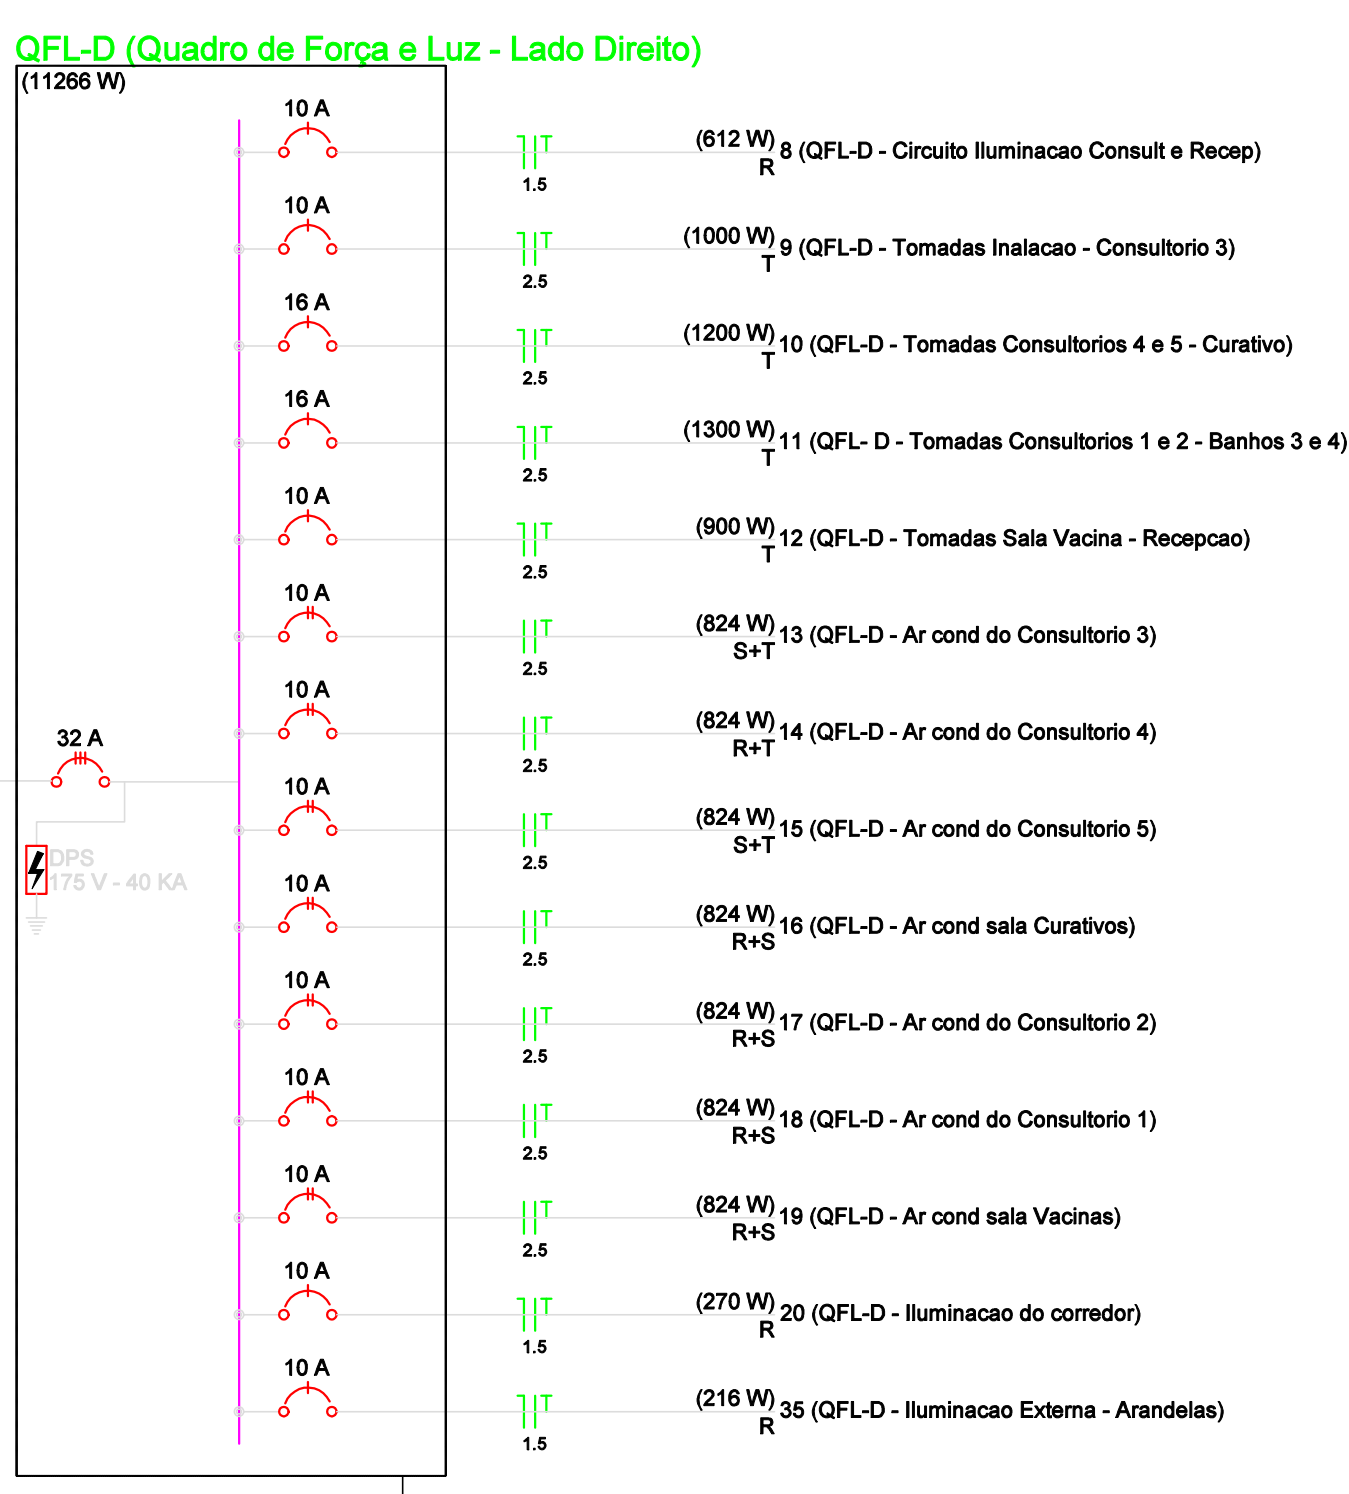 QFL-D (Quadro de Força e Luz - Lado Direito)
(11266 W)
10 A
(612 W) 8 (QFL-D - Circuito Iluminacao Consult e Recep)
R
T
1.5
10 A
(1000 W) 9 (QFL-D - Tomadas Inalacao - Consultorio 3)
T
T
2.5
16 A
(1200 W) 10 (QFL-D - Tomadas Consultorios 4 e 5 - Curativo)
T
T
2.5
16 A
(1300 W) 11 (QFL- D - Tomadas Consultorios 1 e 2 - Banhos 3 e 4)
T
T
2.5
10 A
(900 W) 12 (QFL-D - Tomadas Sala Vacina - Recepcao)
T
T
2.5
10 A
(824 W) 13 (QFL-D - Ar cond do Consultorio 3)
S+T
T
2.5
10 A
(824 W) 14 (QFL-D - Ar cond do Consultorio 4)
R+T
T
2.5
32 A
10 A
(824 W) 15 (QFL-D - Ar cond do Consultorio 5)
S+T
T
2.5
DPS
175 V - 40 KA
10 A
(824 W) 16 (QFL-D - Ar cond sala Curativos)
R+S
T
2.5
10 A
(824 W) 17 (QFL-D - Ar cond do Consultorio 2)
R+S
T
2.5
10 A
(824 W) 18 (QFL-D - Ar cond do Consultorio 1)
R+S
T
2.5
10 A
(824 W) 19 (QFL-D - Ar cond sala Vacinas)
R+S
T
2.5
10 A
(270 W) 20 (QFL-D - Iluminacao do corredor)
R
T
1.5
10 A
(216 W) 35 (QFL-D - Iluminacao Externa - Arandelas)
R
T
1.5